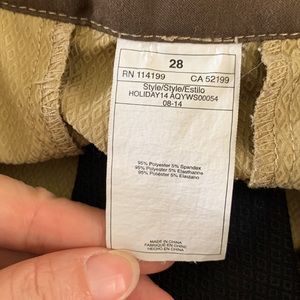 28
RN 114199 CA 52199
Style/Style/Estilo
HOLIDAY14 AQYWS00054
08-14
95% Polyester 5% Spandex
95% Polyester 5% Elasthanne
95% Poliéster 5% Elastano
MADE IN CHINA
FABRIQUÉ EN CHINE
HECHO EN CHINA